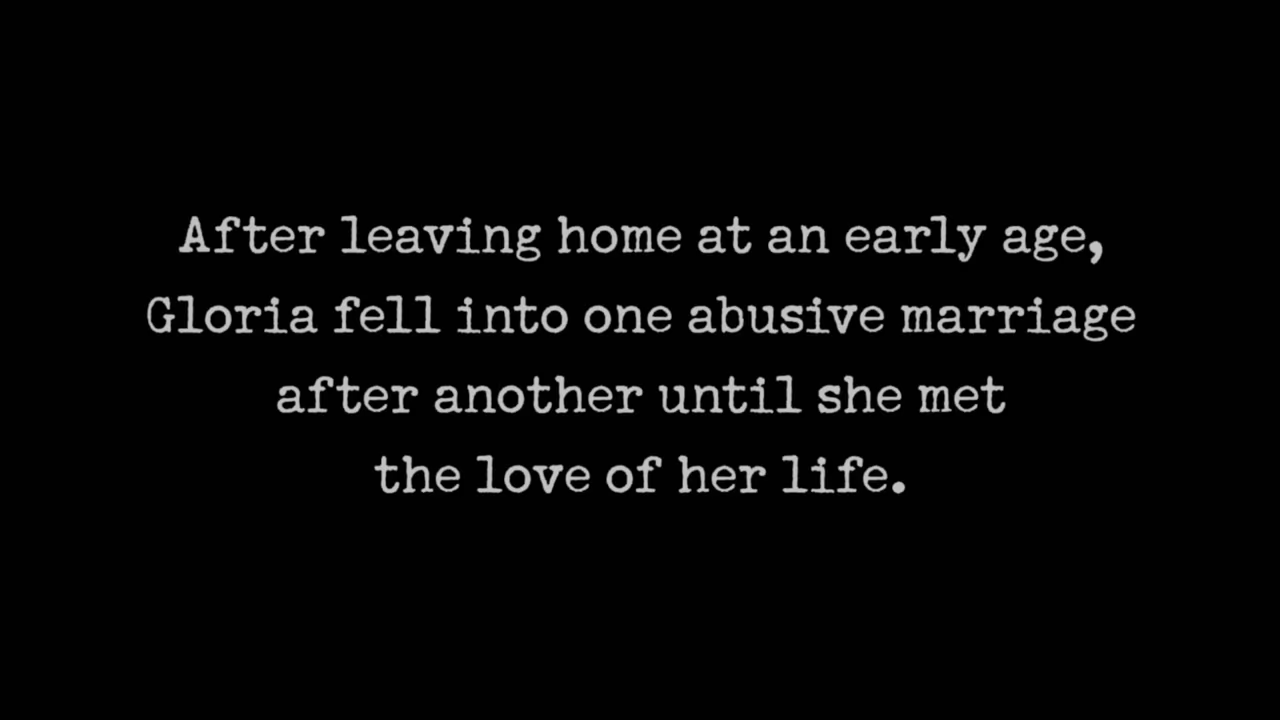 After leaving home at an early age,
Gloria fell into one abusive marriage
after another until she met
the love of her life.